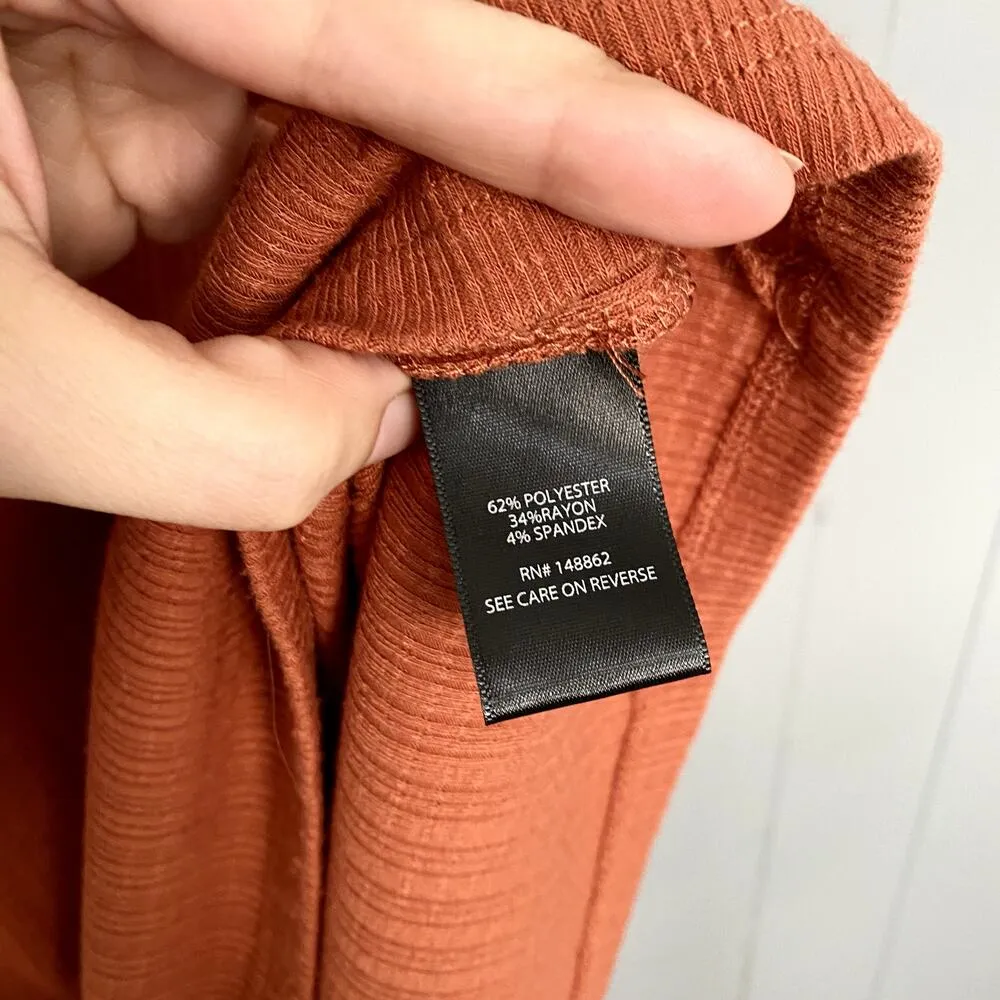 62% POLYESTER
34%RAYON
4% SPANDEX
RN# 148862
SEE CARE ON REVERSE